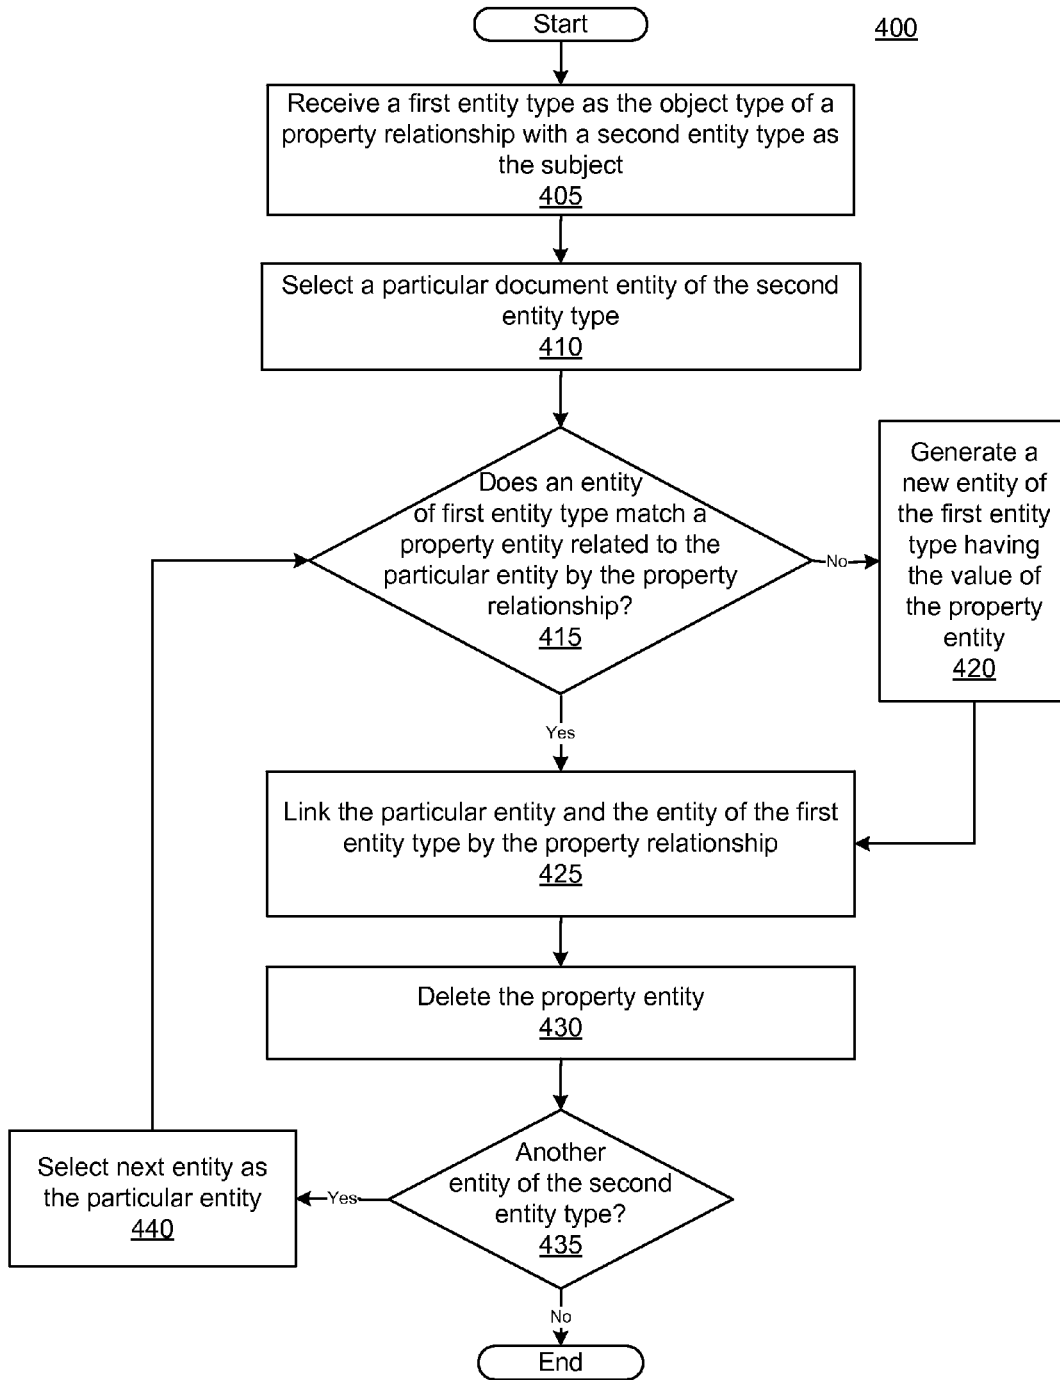 Start
400
Receive a first entity type as the object type of a
property relationship with a second entity type as
the subject
405
Select a particular document entity of the second
entity type
410
Does an entity
of first entity type match a
property entity related to the
particular entity by the property
relationship?
415
No
Generate a
new entity of
the first entity
type having
the value of
the property
entity
420
Yes
Link the particular entity and the entity of the first
entity type by the property relationship
425
Delete the property entity
430
Another
entity of the second
entity type?
435
Yes
Select next entity as
the particular entity
440
No
End